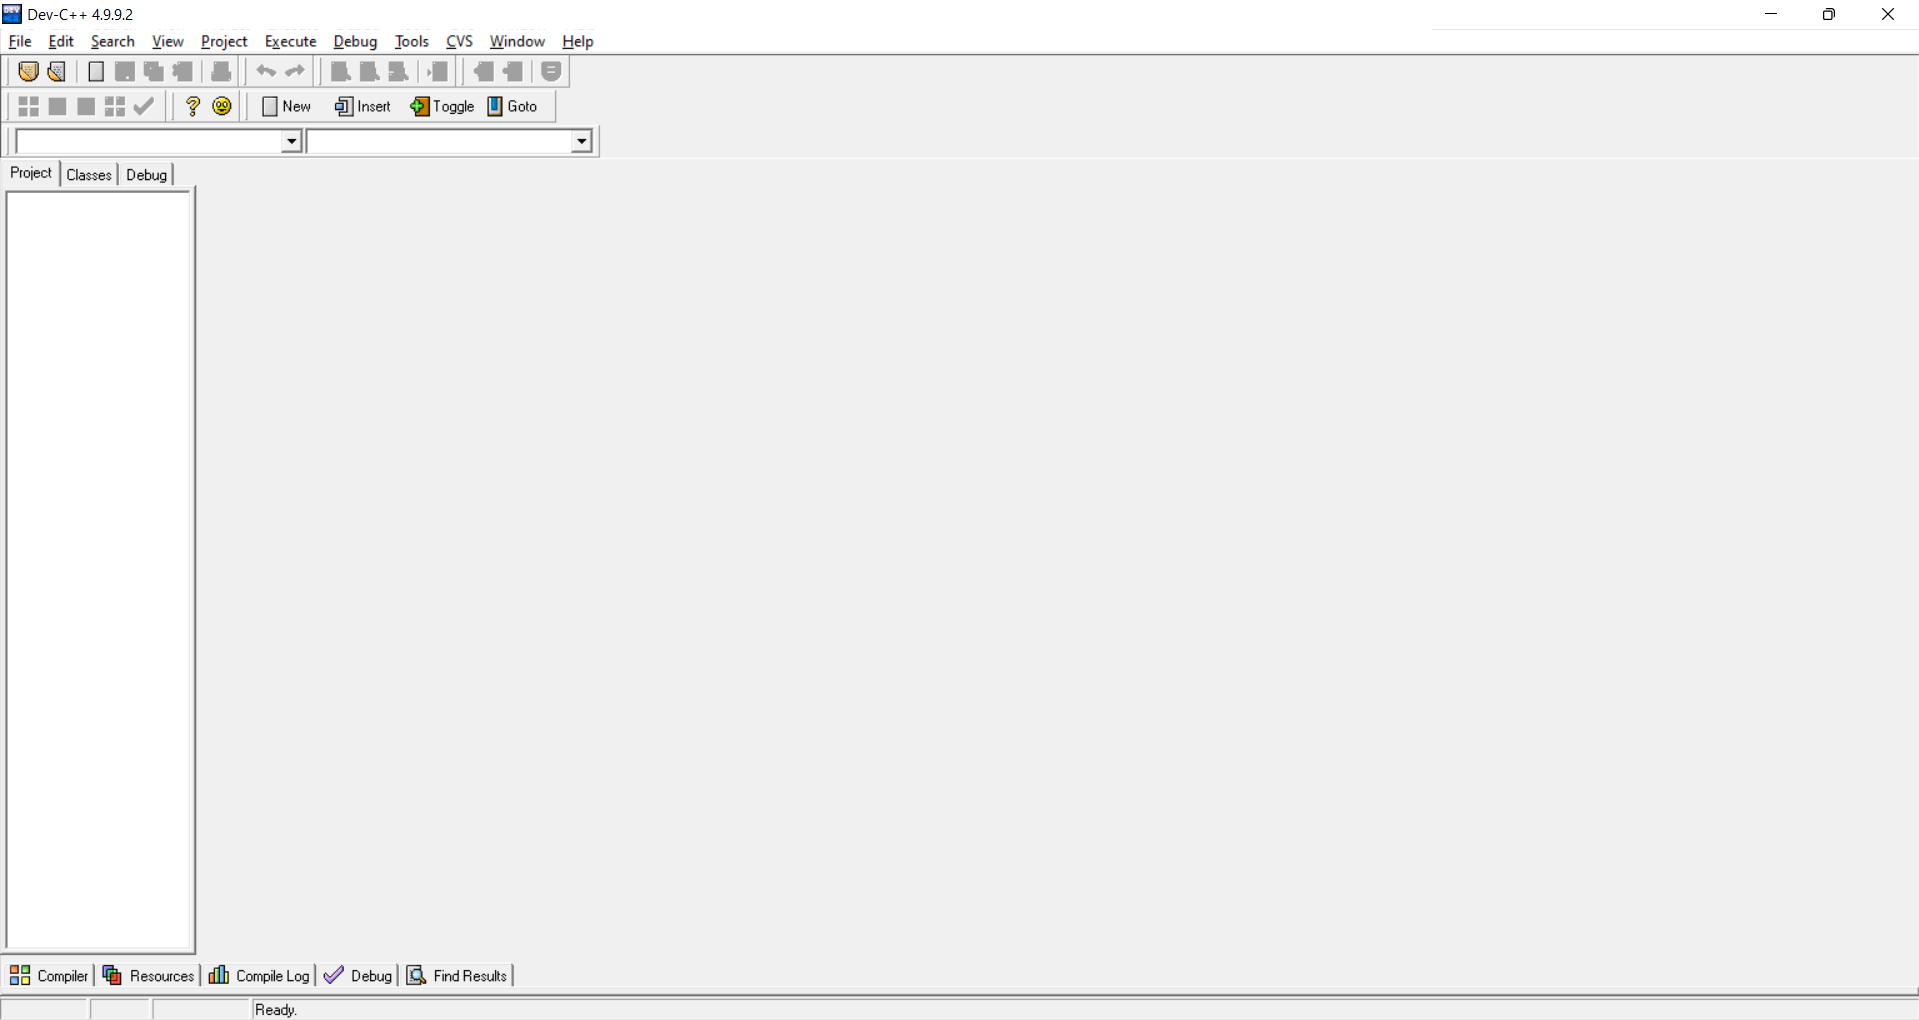 Dev-C++ 4.9.9.2
File Edit Search View Project Execute Debug Tools CVS Window Help
New Insert Toggle Goto
Project Classes Debug
Compiler Resources Compile Log Debug Find Results
Ready.